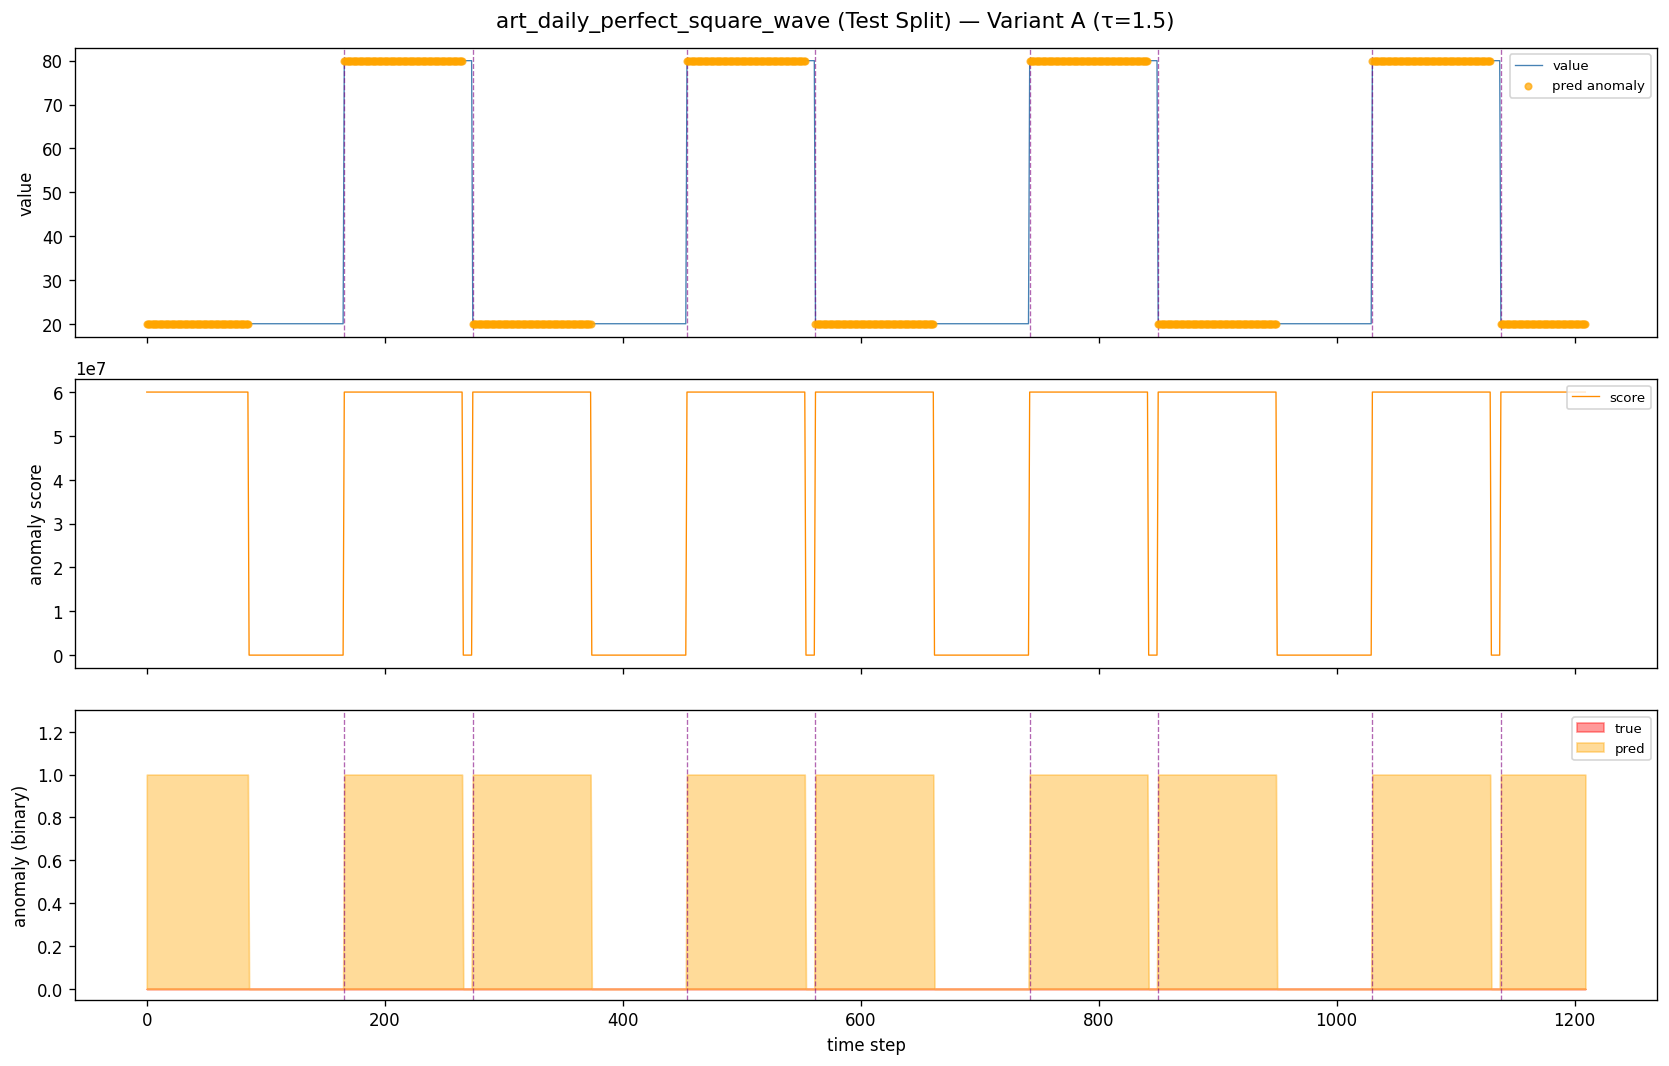 art_daily_perfect_square_wave (Test Split) — Variant A (τ=1.5)
80
70
60
50
40
30
20
value
value
pred anomaly
1e7
6
5
4
3
2
1
0
anomaly score
score
1.2
1.0
0.8
0.6
0.4
0.2
0.0
anomaly (binary)
true
pred
0 200 400 600 800 1000 1200
time step